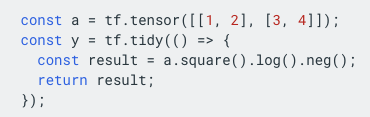 const a = tf.tensor([[1, 2], [3, 4]]);
const y = tf.tidy(() => {
  const result = a.square().log().neg();
  return result;
});